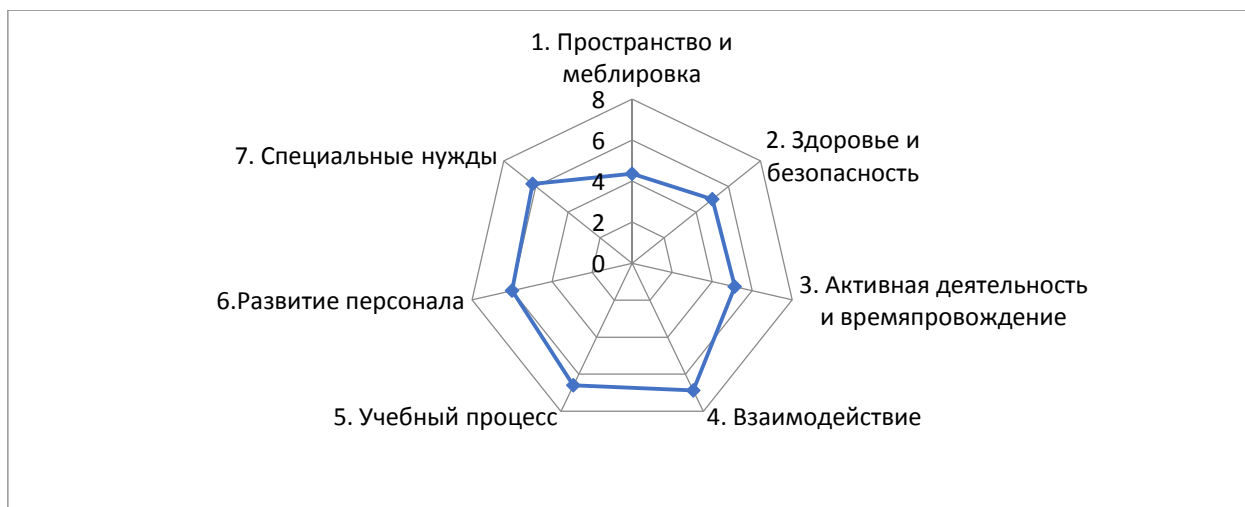 1. Пространство и
меблировка
8
6
4
2
0
2. Здоровье и
безопасность
3. Активная деятельность
и времяпровождение
4. Взаимодействие
5. Учебный процесс
6.Развитие персонала
7. Специальные нужды